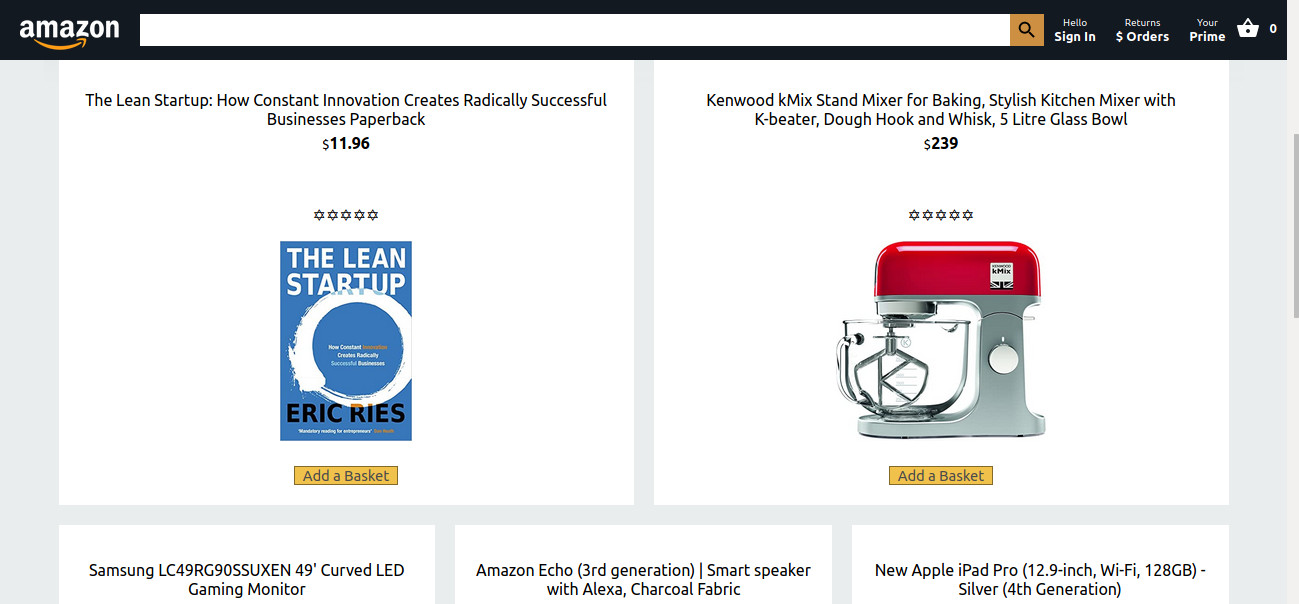 amazon
Hello
Sign In
Returns
$ Orders
Your
Prime
0
The Lean Startup: How Constant Innovation Creates Radically Successful
Businesses Paperback
$11.96
✡✡✡✡✡
THE LEAN
STARTUP
How Constant Innovation
Creates Radically
Successful Businesses
ERIC RIES
'Mandatory reading for entrepreneurs'
Add a Basket
Kenwood kMix Stand Mixer for Baking, Stylish Kitchen Mixer with
K-beater, Dough Hook and Whisk, 5 Litre Glass Bowl
$239
✡✡✡✡✡
KENWOOD
kMix
Add a Basket
Samsung LC49RG90SSUXEN 49' Curved LED
Gaming Monitor
Amazon Echo (3rd generation) | Smart speaker
with Alexa, Charcoal Fabric
New Apple iPad Pro (12.9-inch, Wi-Fi, 128GB) -
Silver (4th Generation)